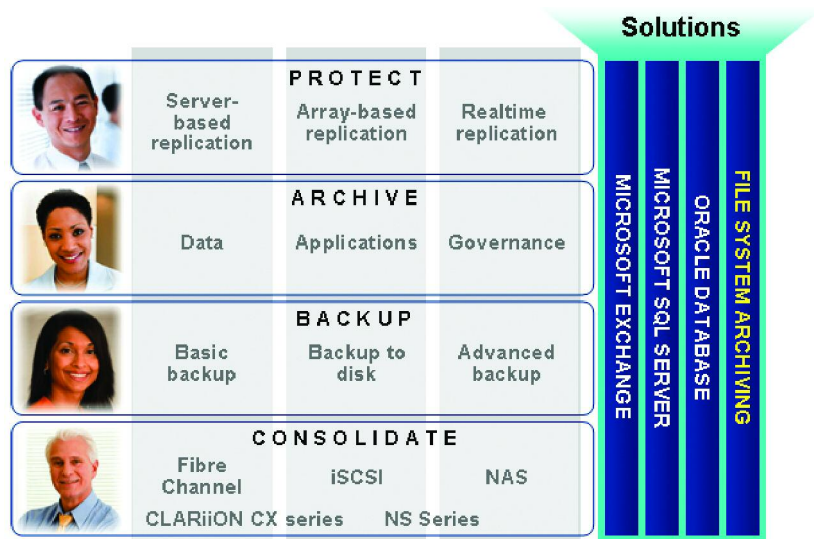 Solutions
PROTECT
Server-
based
replication
Array-based
replication
Realtime
replication
ARCHIVE
Data
Applications
Governance
BACKUP
Basic
backup
Backup to
disk
Advanced
backup
CONSOLIDATE
Fibre
Channel
iSCSI
NAS
CLARiiON CX series
NS Series
MICROSOFT EXCHANGE
MICROSOFT SQL SERVER
ORACLE DATABASE
FILE SYSTEM ARCHIVING